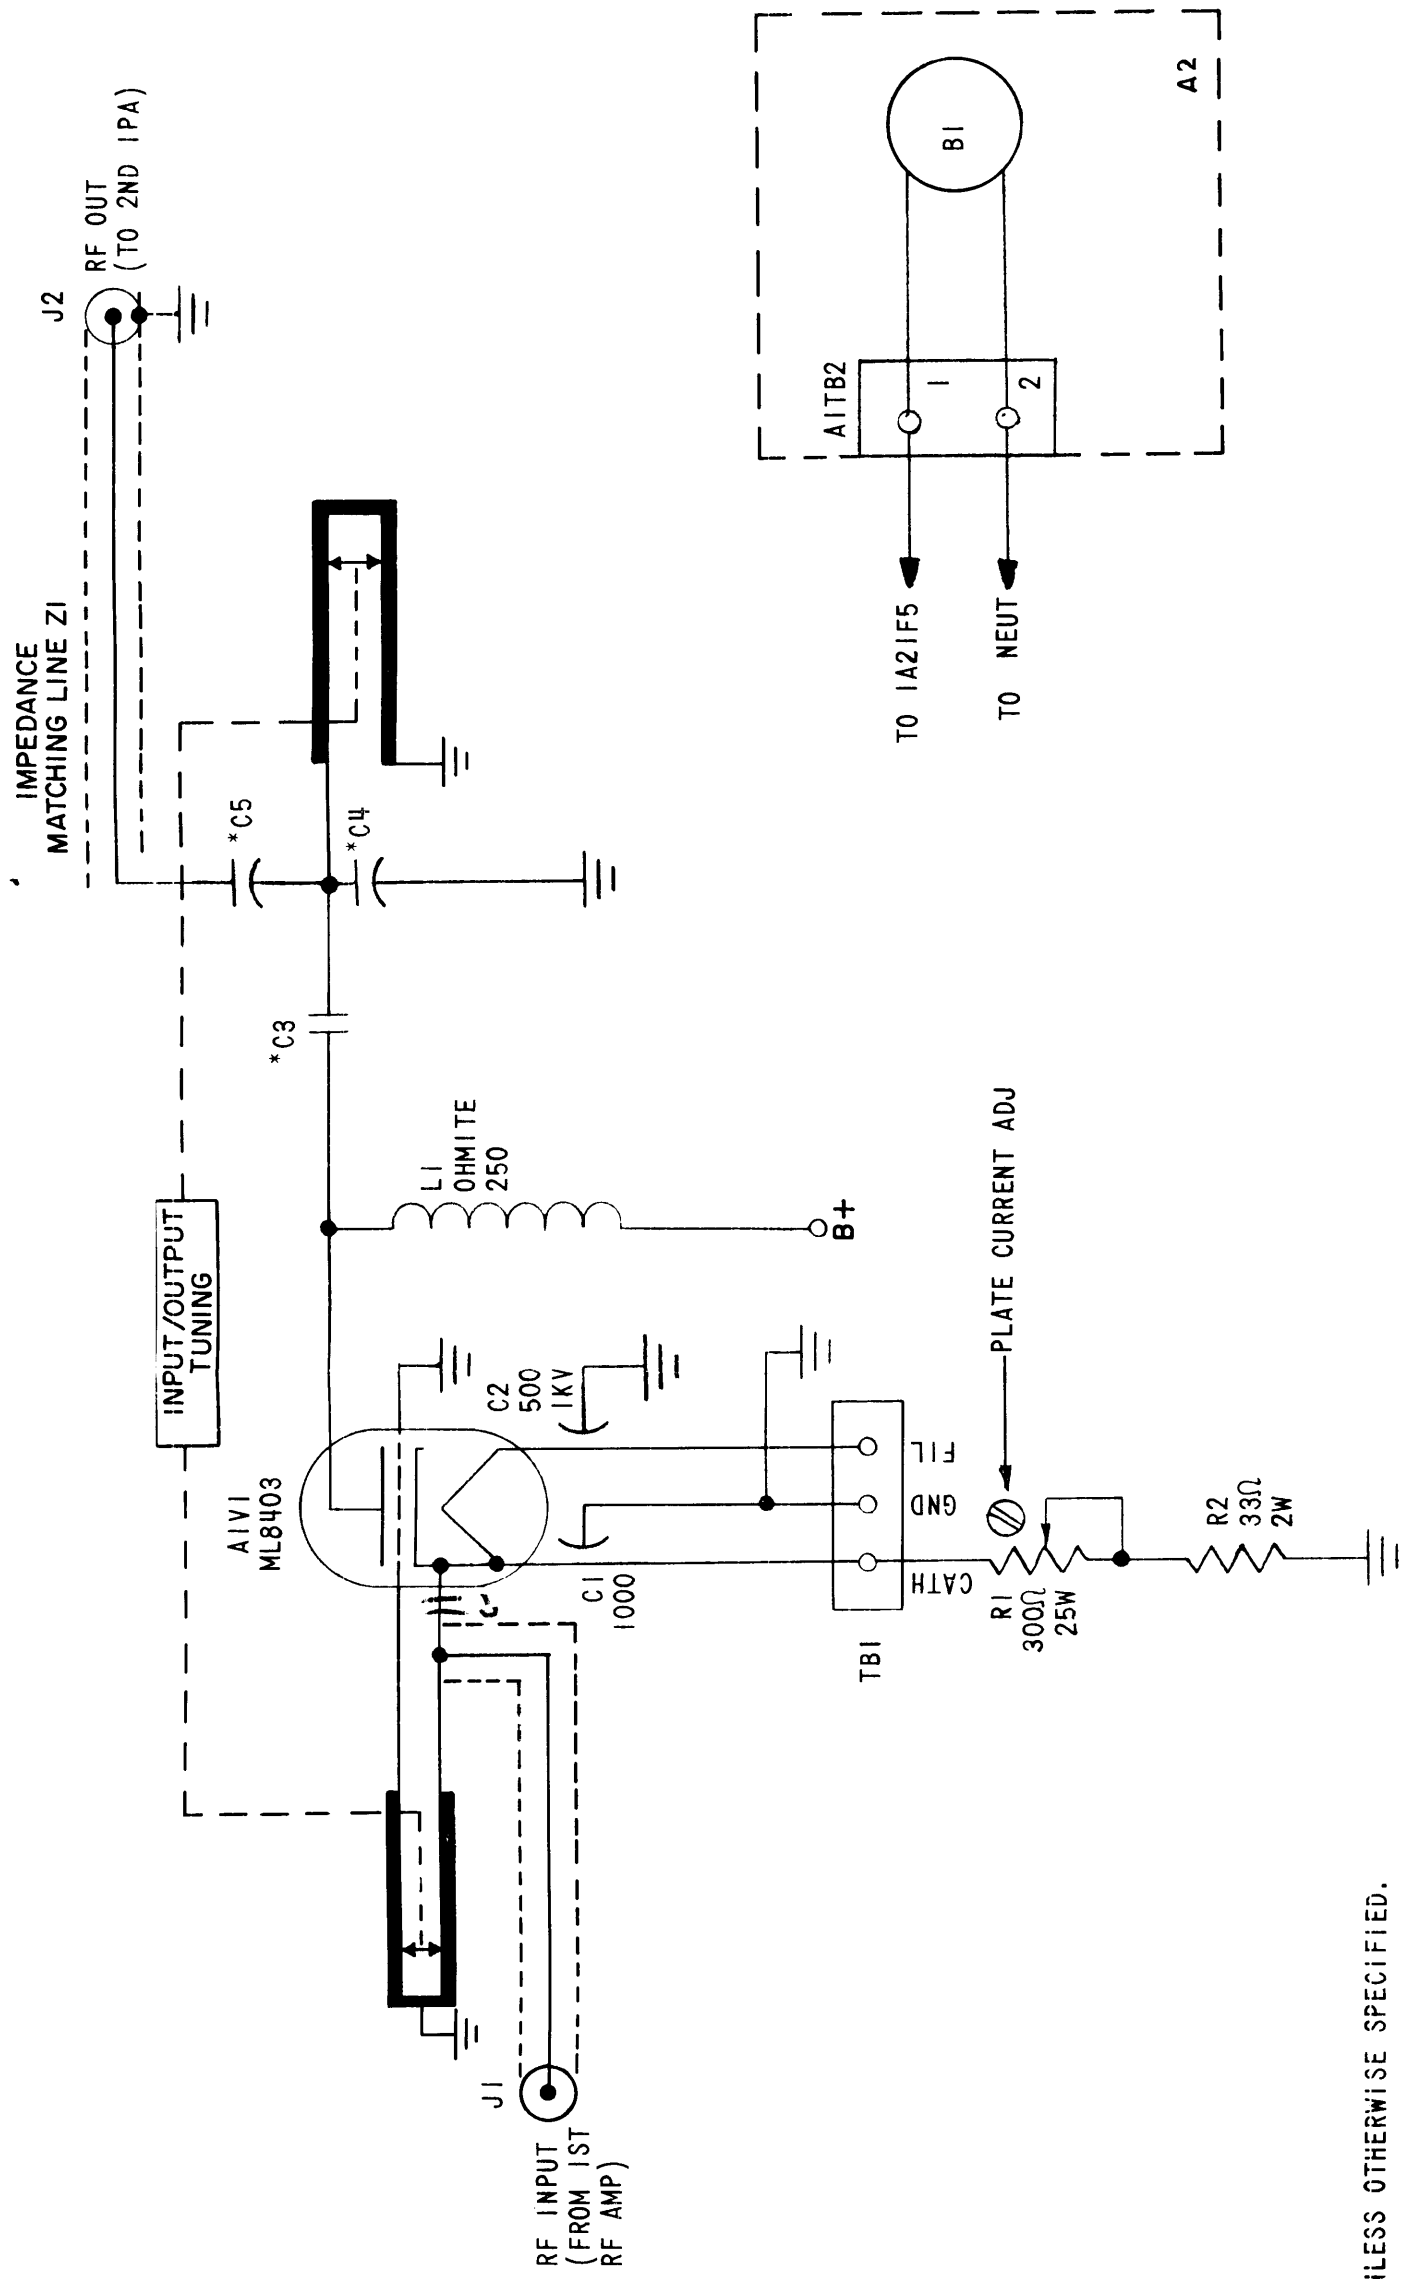 IMPEDANCE
MATCHING LINE Z1
J2
RF OUT
(TO 2ND IPA)
*C5
*C4
*C3
INPUT/OUTPUT
TUNING
L1
OHMITE
250
B+
A1V1
ML8403
C2
500
1KV
C1
1000
C
FIL
GND
CATH
TB1
PLATE CURRENT ADJ
R1
300Ω
25W
R2
33Ω
2W
J1
RF INPUT
(FROM 1ST
RF AMP)
A1TB2
1
2
B1
A2
TO 1A21F5
TO NEUT
NLESS OTHERWISE SPECIFIED.